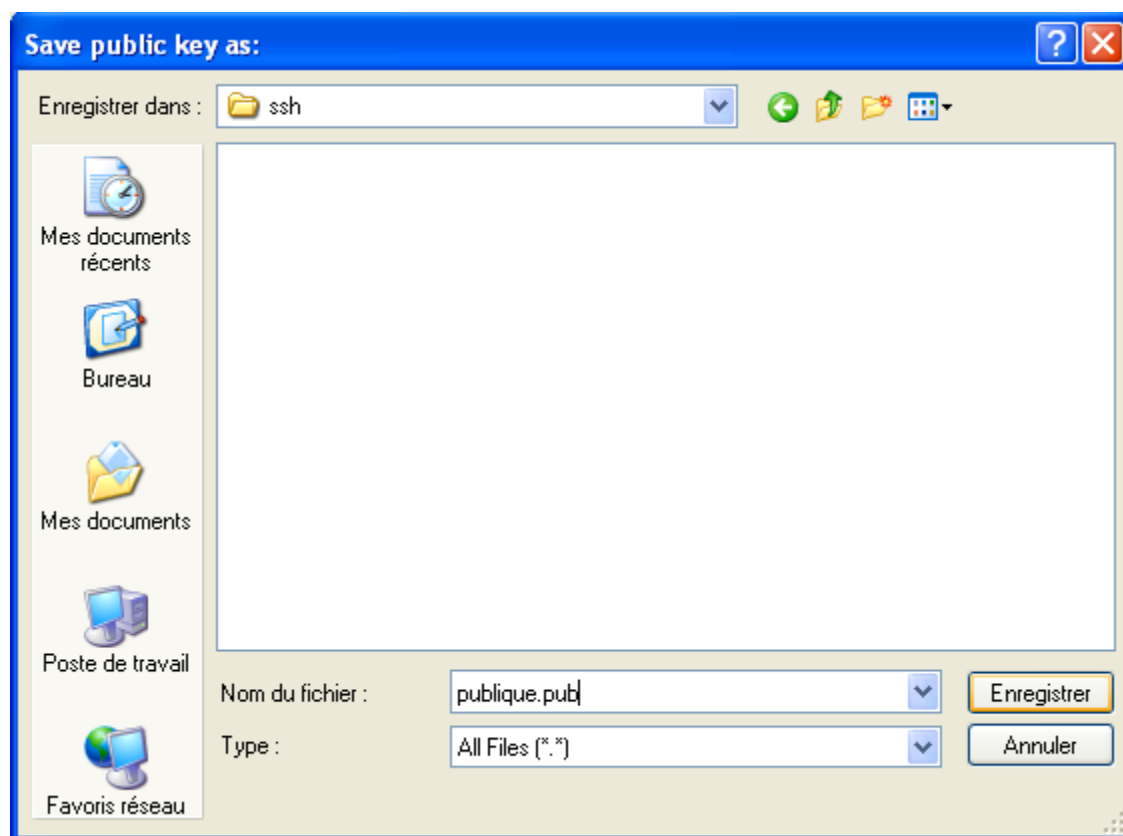 Save public key as:
Enregistrer dans :
ssh
Mes documents
récents
Bureau
Mes documents
Poste de travail
Favoris réseau
Nom du fichier :
publique.pub
Enregistrer
Type :
All Files (*.*)
Annuler